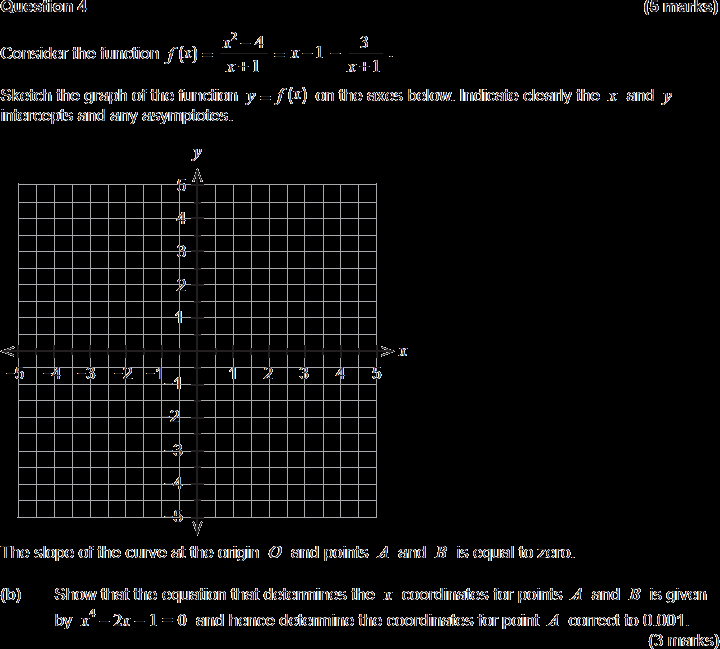 Question 4 (5 marks)
Consider the function f(x) = x² − 4 / x + 1 = x − 1 − 3 / x + 1 .
Sketch the graph of the function y = f(x) on the axes below. Indicate clearly the x and y
intercepts and any asymptotes.
y
5
4
3
2
1
x
−5 −4 −3 −2 −1 1 2 3 4 5
−1
−2
−3
−4
−5
The slope of the curve at the origin O and points A and B is equal to zero.
(b) Show that the equation that determines the x coordinates for points A and B is given
by x⁴ − 2x − 1 = 0 and hence determine the coordinates for point A correct to 0.001.
(3 marks)